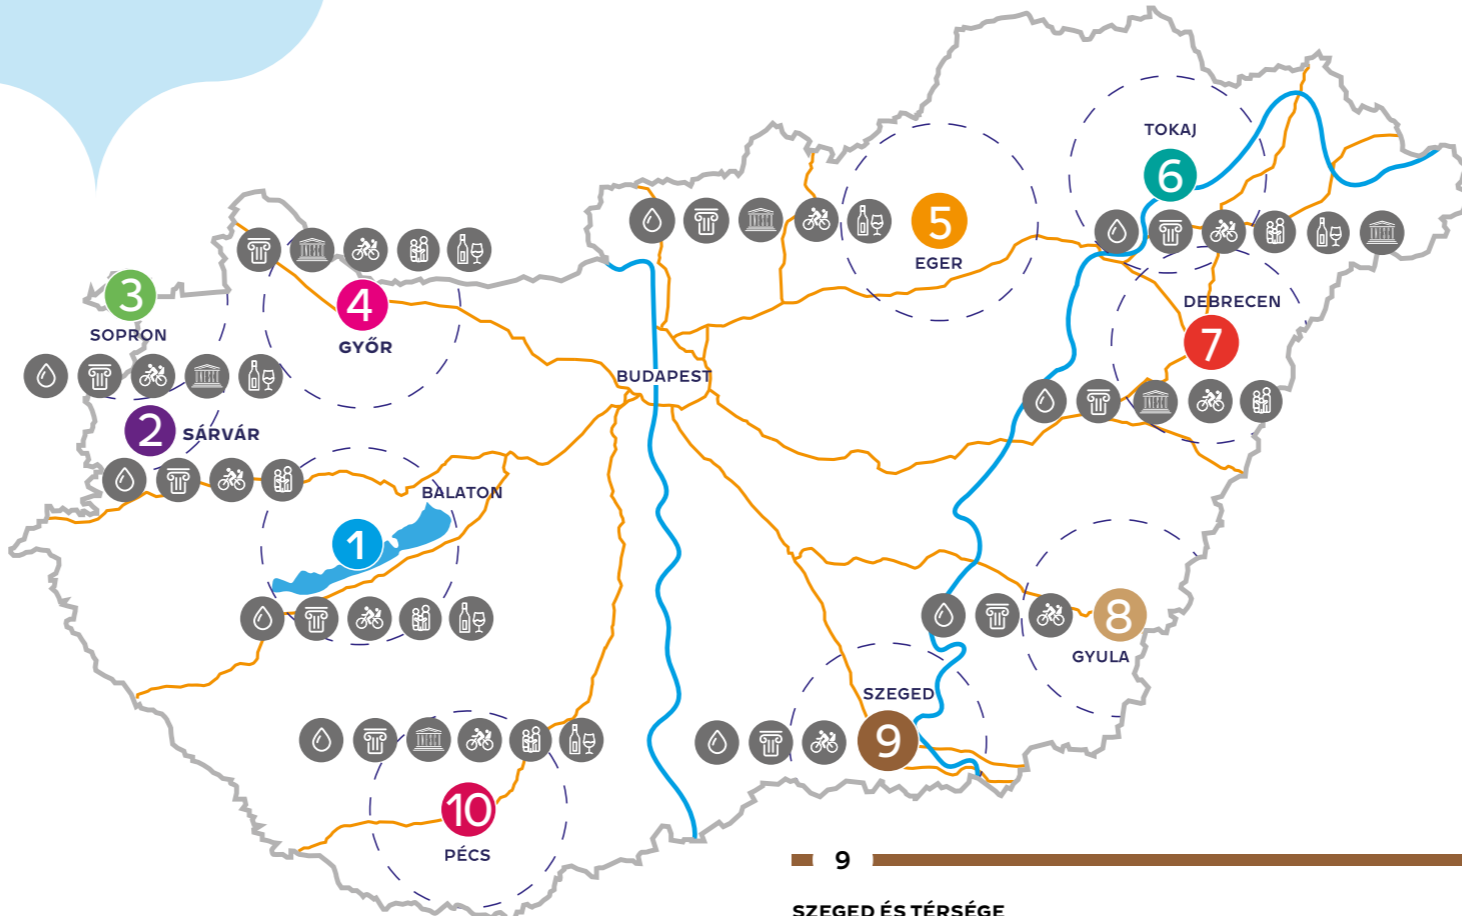 TOKAJ
6
5
EGER
3
SOPRON
4
GYŐR
DEBRECEN
7
BUDAPEST
2 SÁRVÁR
BALATON
1
8
GYULA
SZEGED
9
10
PÉCS
9
SZEGED ÉS TÉRSÉGE